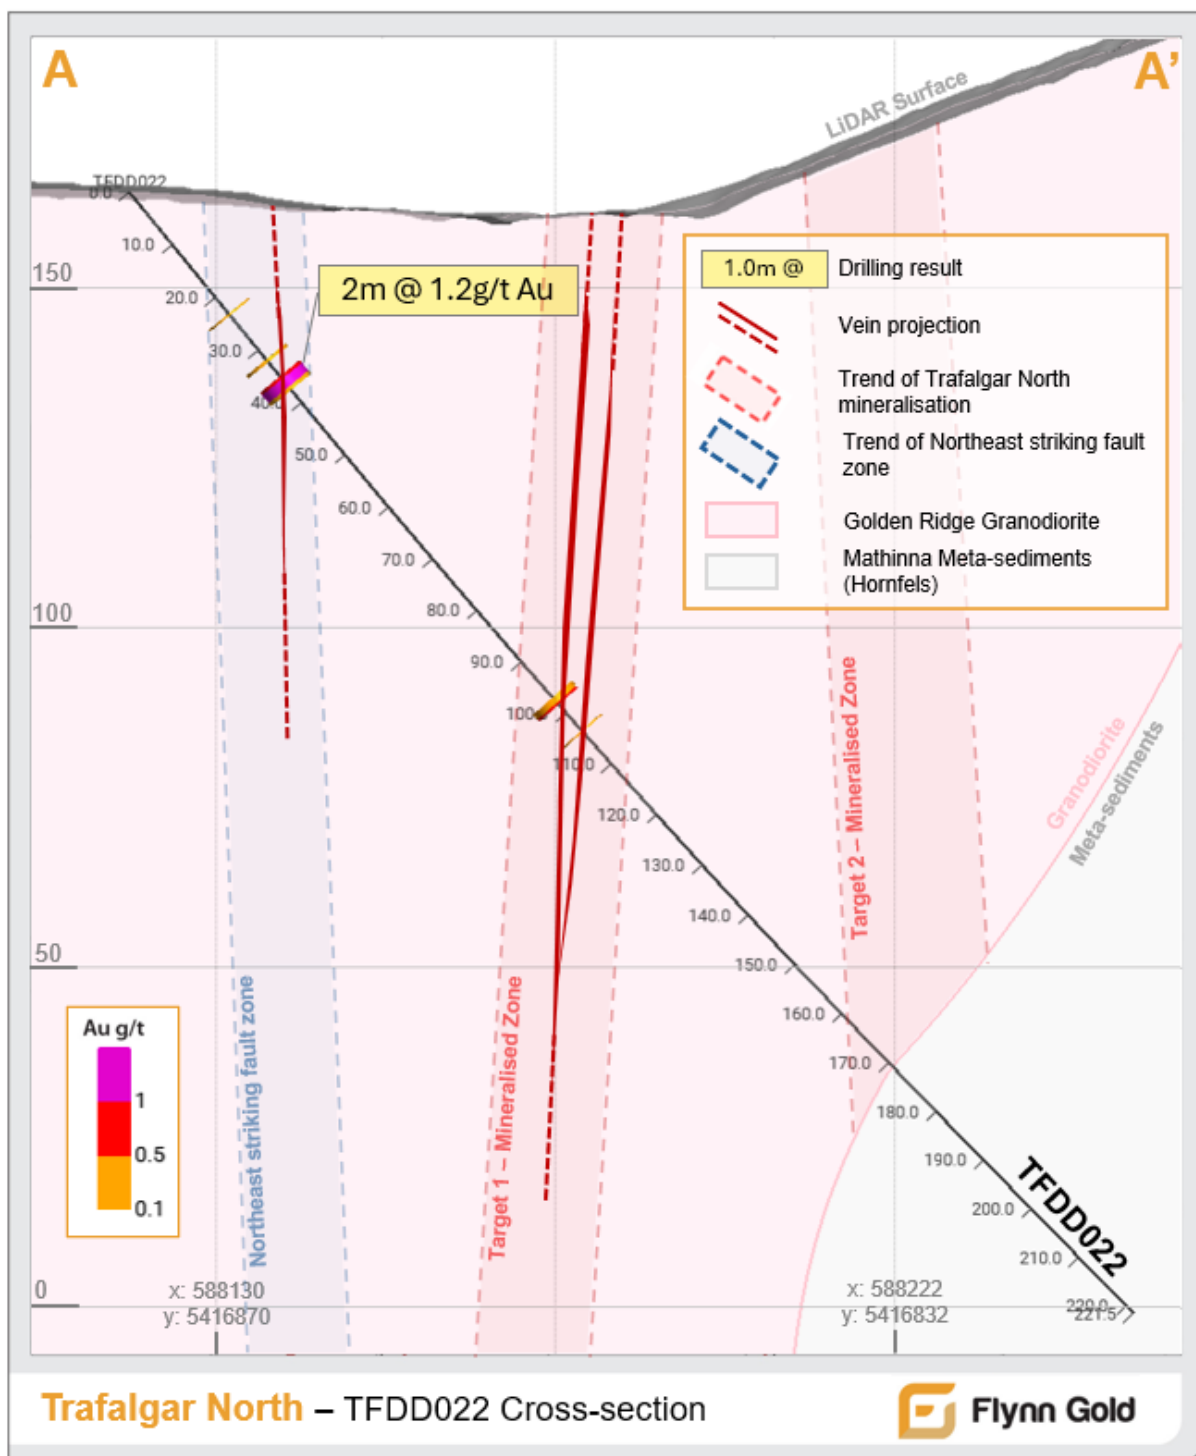 A
A’
LiDAR Surface
TFDD022
0.0
10.0
150
20.0
2m @ 1.2g/t Au
30.0
40.0
50.0
60.0
70.0
80.0
90.0
100
110.0
120.0
130.0
140.0
150.0
160.0
170.0
180.0
190.0
200.0
210.0
220.0
221.5
1.0m @
Drilling result
Vein projection
Trend of Trafalgar North
mineralisation
Trend of Northeast striking fault
zone
Golden Ridge Granodiorite
Mathinna Meta-sediments
(Hornfels)
100
50
0
Granodiorite
Meta-sediments
Target 2 – Mineralised Zone
Target 1 – Mineralised Zone
Northeast striking fault zone
Au g/t
1
0.5
0.1
TFDD022
x: 588130
y: 5416870
x: 588222
y: 5416832
Trafalgar North – TFDD022 Cross-section
Flynn Gold